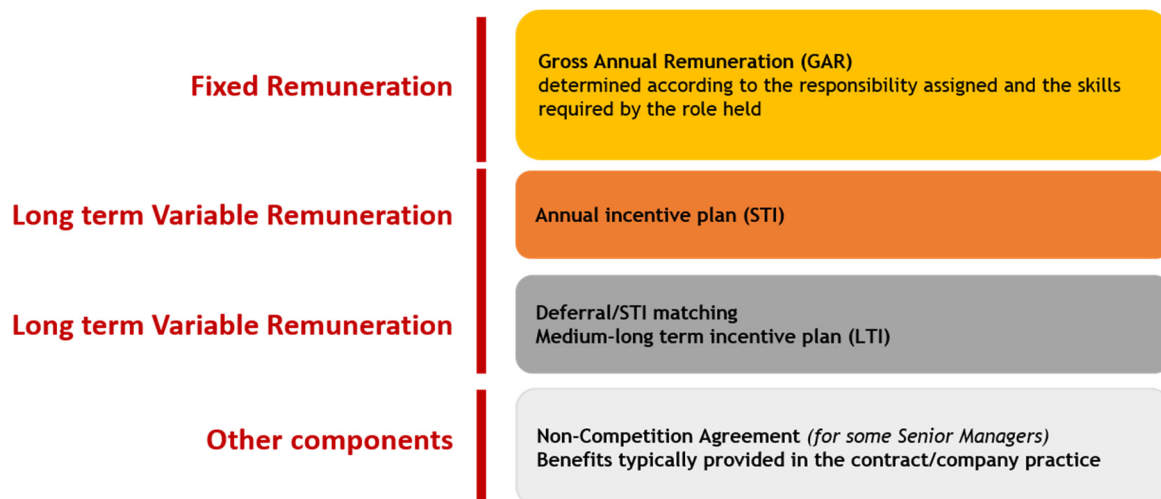 Fixed Remuneration
Gross Annual Remuneration (GAR)
determined according to the responsibility assigned and the skills
required by the role held
Long term Variable Remuneration
Annual incentive plan (STI)
Long term Variable Remuneration
Deferral/STI matching
Medium-long term incentive plan (LTI)
Other components
Non-Competition Agreement (for some Senior Managers)
Benefits typically provided in the contract/company practice